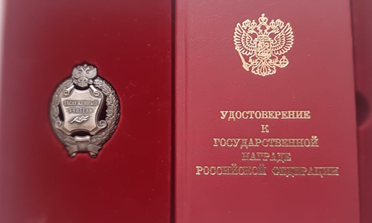 УДОСТОВЕРЕНИЕ
К
ГОСУДАРСТВЕННОЙ
НАГРАДЕ
РОССИЙСКОЙ ФЕДЕРАЦИИ